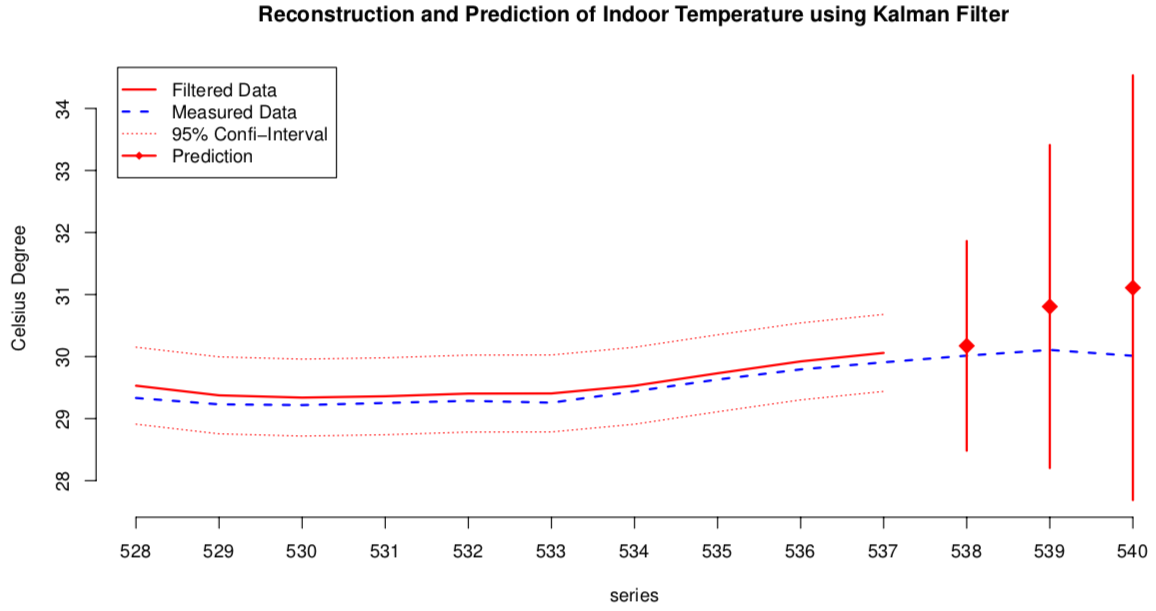 Reconstruction and Prediction of Indoor Temperature using Kalman Filter
Filtered Data
Measured Data
95% Confi−Interval
Prediction
Celsius Degree
34
33
32
31
30
29
28
528 529 530 531 532 533 534 535 536 537 538 539 540
series